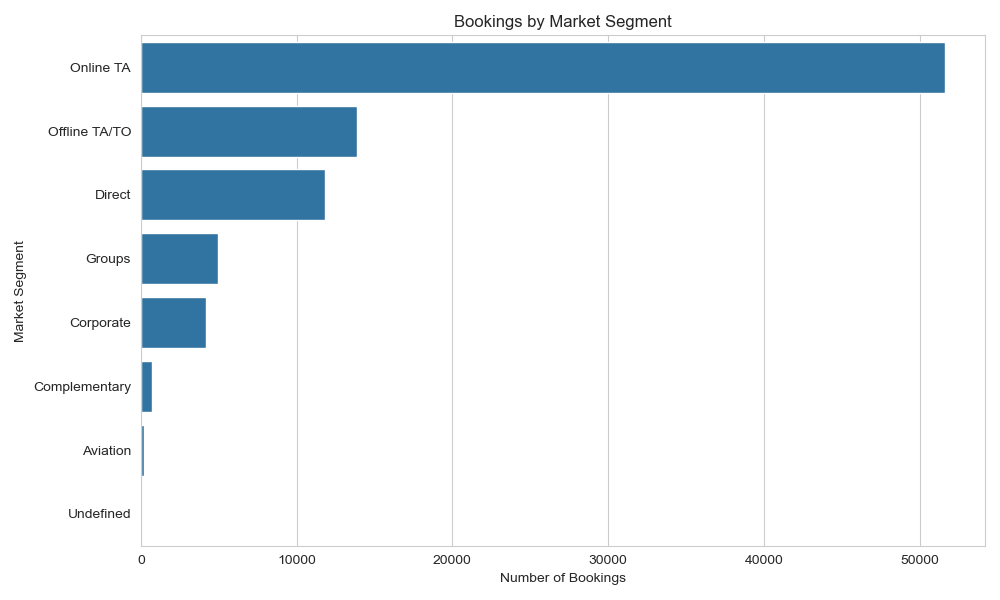 Bookings by Market Segment
Market Segment
Online TA
Offline TA/TO
Direct
Groups
Corporate
Complementary
Aviation
Undefined
0 10000 20000 30000 40000 50000
Number of Bookings